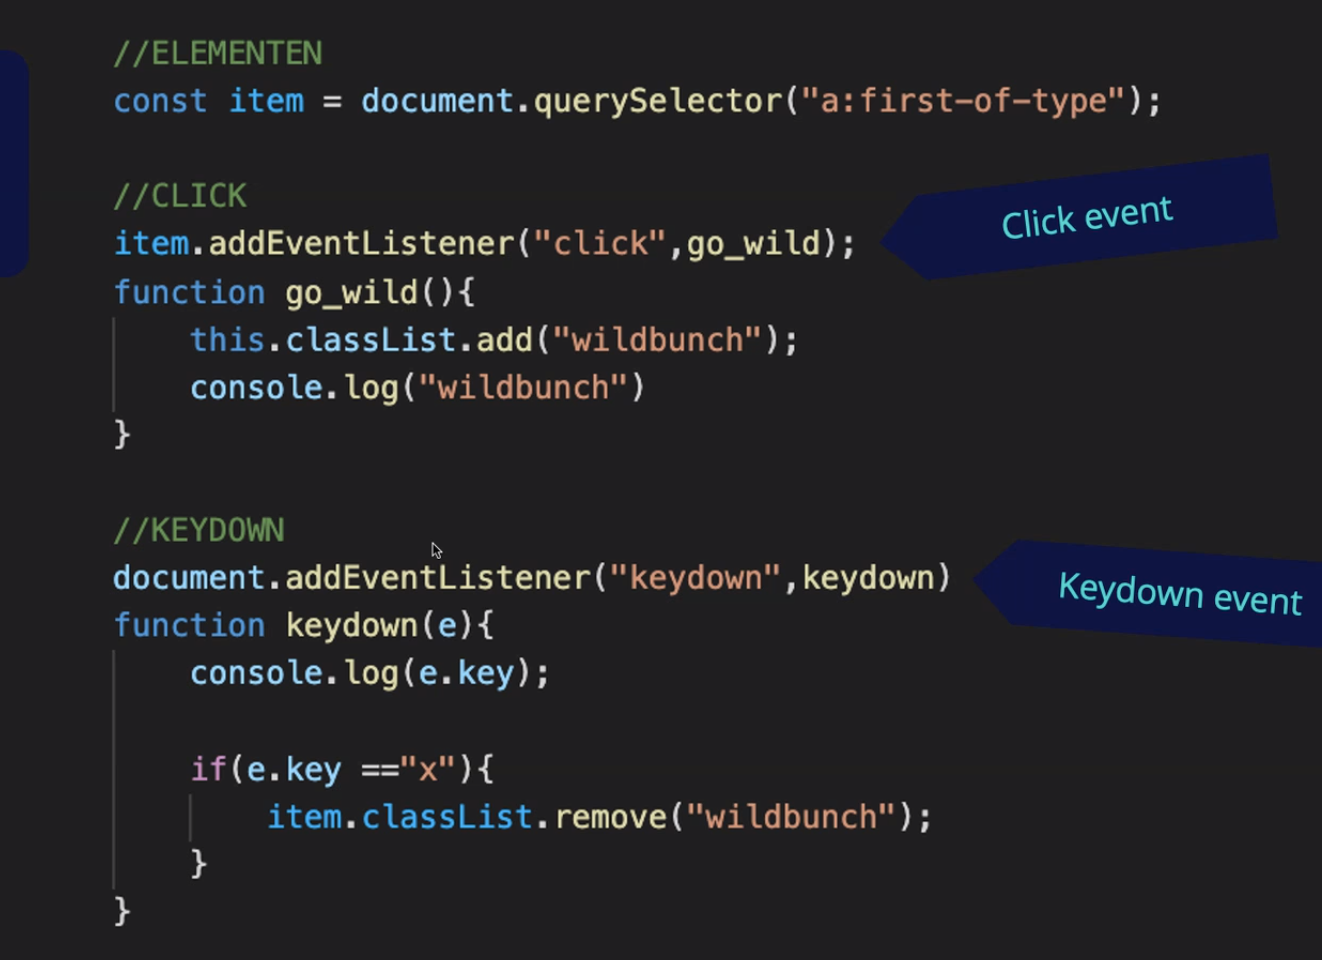 //ELEMENTEN
const item = document.querySelector("a:first-of-type");
//CLICK
item.addEventListener("click",go_wild);
Click event
function go_wild(){
this.classList.add("wildbunch");
console.log("wildbunch")
}
//KEYDOWN
document.addEventListener("keydown",keydown)
Keydown event
function keydown(e){
console.log(e.key);
if(e.key =="x"){
item.classList.remove("wildbunch");
}
}